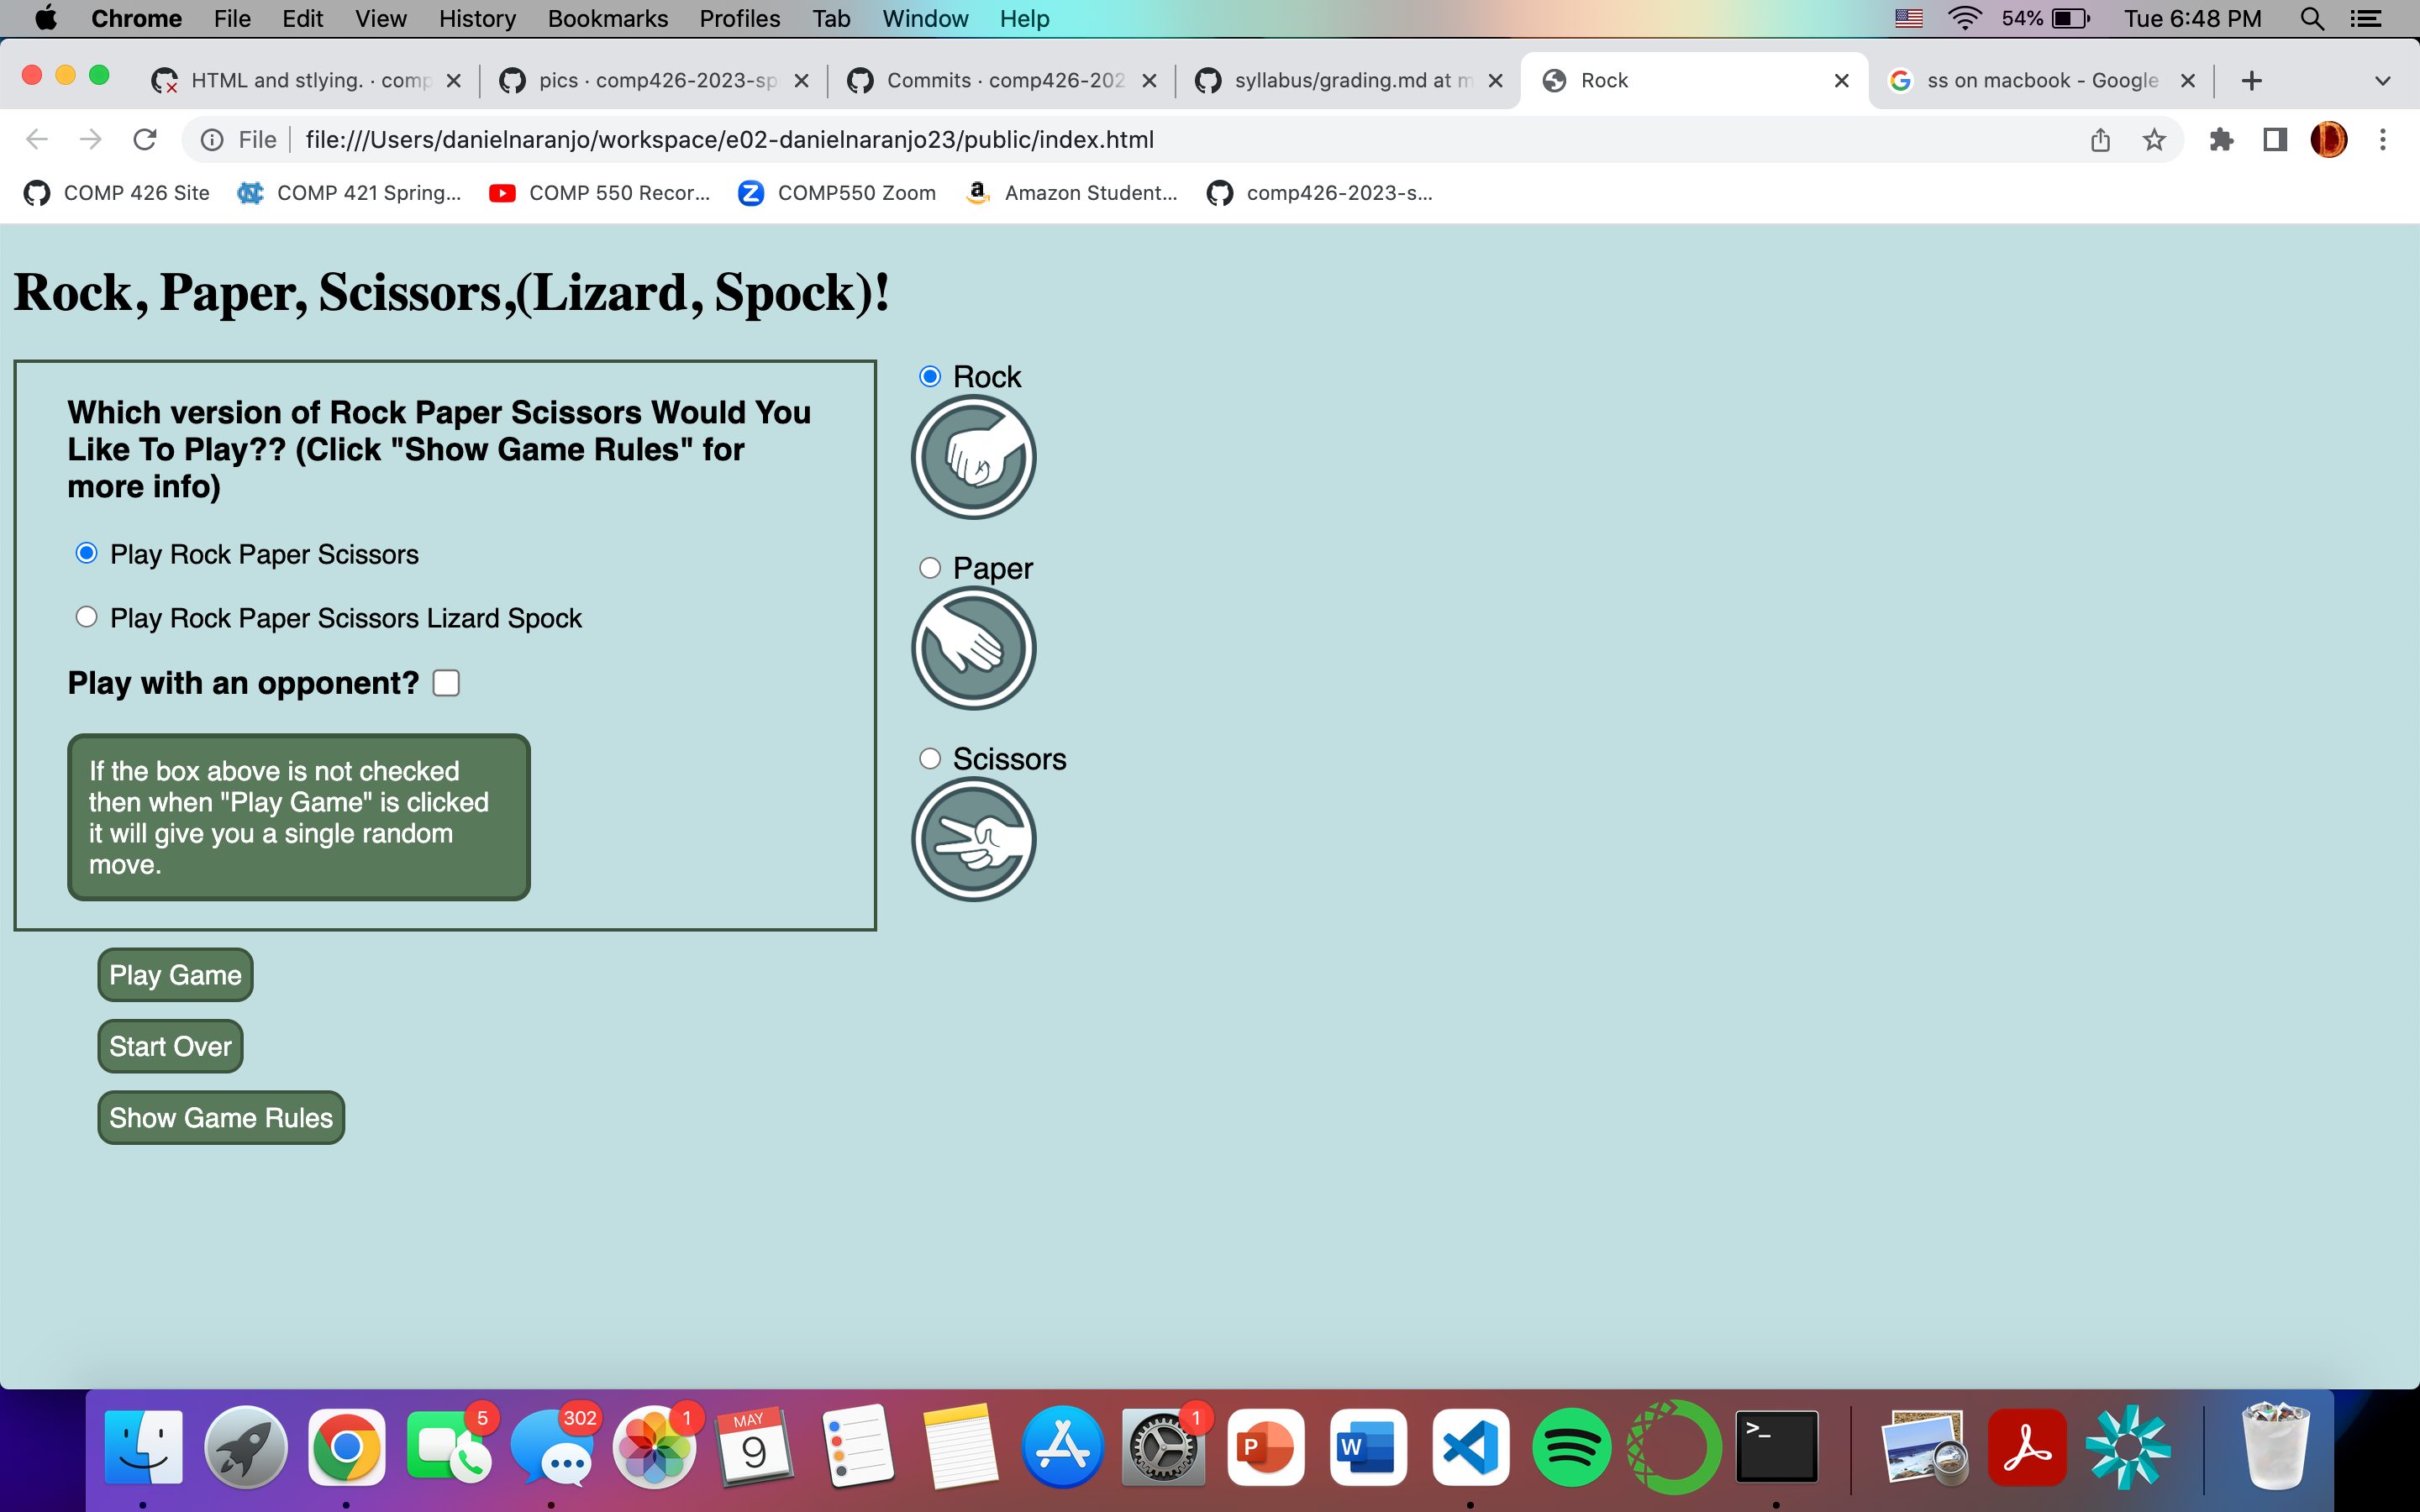 Chrome File Edit View History Bookmarks Profiles Tab Window Help 54% Tue 6:48 PM
HTML and stlying. · comp pics · comp426-2023-sp Commits · comp426-202 syllabus/grading.md at m Rock ss on macbook - Google
File file:///Users/danielnaranjo/workspace/e02-danielnaranjo23/public/index.html
COMP 426 Site COMP 421 Spring... COMP 550 Recor... COMP550 Zoom Amazon Student... comp426-2023-s...
Rock, Paper, Scissors,(Lizard, Spock)!
Which version of Rock Paper Scissors Would You
Like To Play?? (Click "Show Game Rules" for
more info)
Play Rock Paper Scissors
Play Rock Paper Scissors Lizard Spock
Play with an opponent?
If the box above is not checked
then when "Play Game" is clicked
it will give you a single random
move.
Rock
Paper
Scissors
Play Game
Start Over
Show Game Rules
5 302 1 MAY 9 1 P W >_